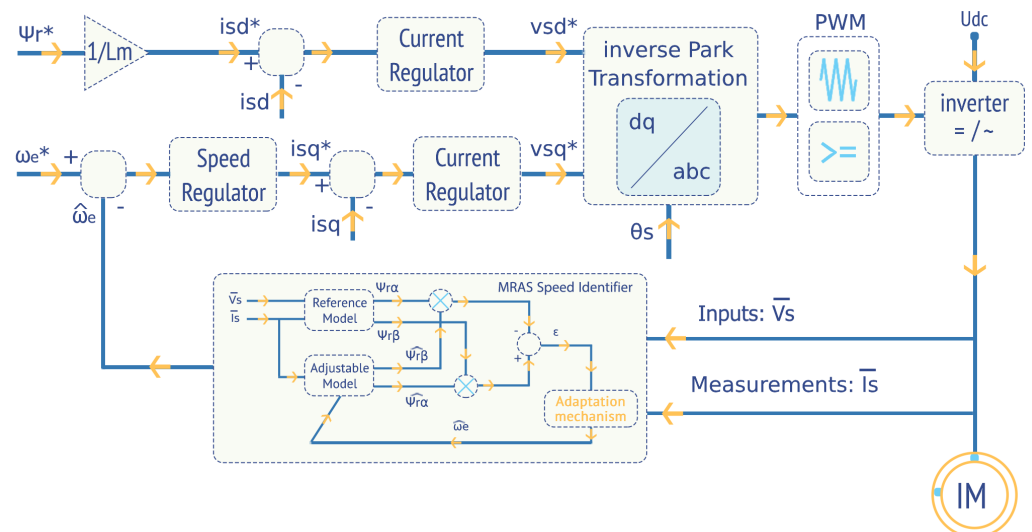 Ψr*
1/Lm
isd*
+
-
isd
Current
Regulator
vsd*
inverse Park
Transformation
dq
abc
θs
PWM
>=
Udc
inverter
= / ~
ωe*
+
-
ω̂e
Speed
Regulator
isq*
+
-
isq
Current
Regulator
vsq*
MRAS Speed Identifier
V̅s
I̅s
Reference
Model
Ψrα
Ψrβ
Adjustable
Model
Ψ̂rβ
Ψ̂rα
-
+
ε
Adaptation
mechanism
ω̂e
Inputs: V̅s
Measurements: I̅s
IM